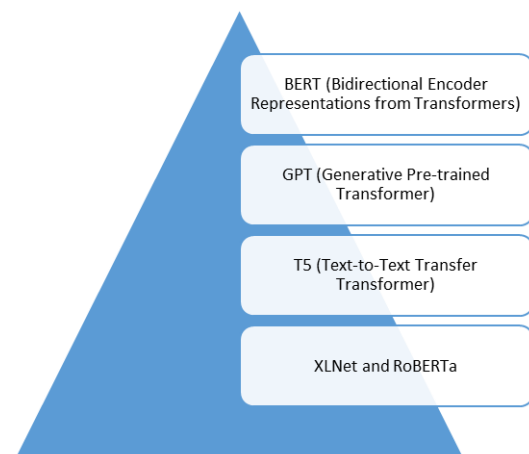 BERT (Bidirectional Encoder
Representations from Transformers)
GPT (Generative Pre-trained
Transformer)
T5 (Text-to-Text Transfer
Transformer)
XLNet and RoBERTa